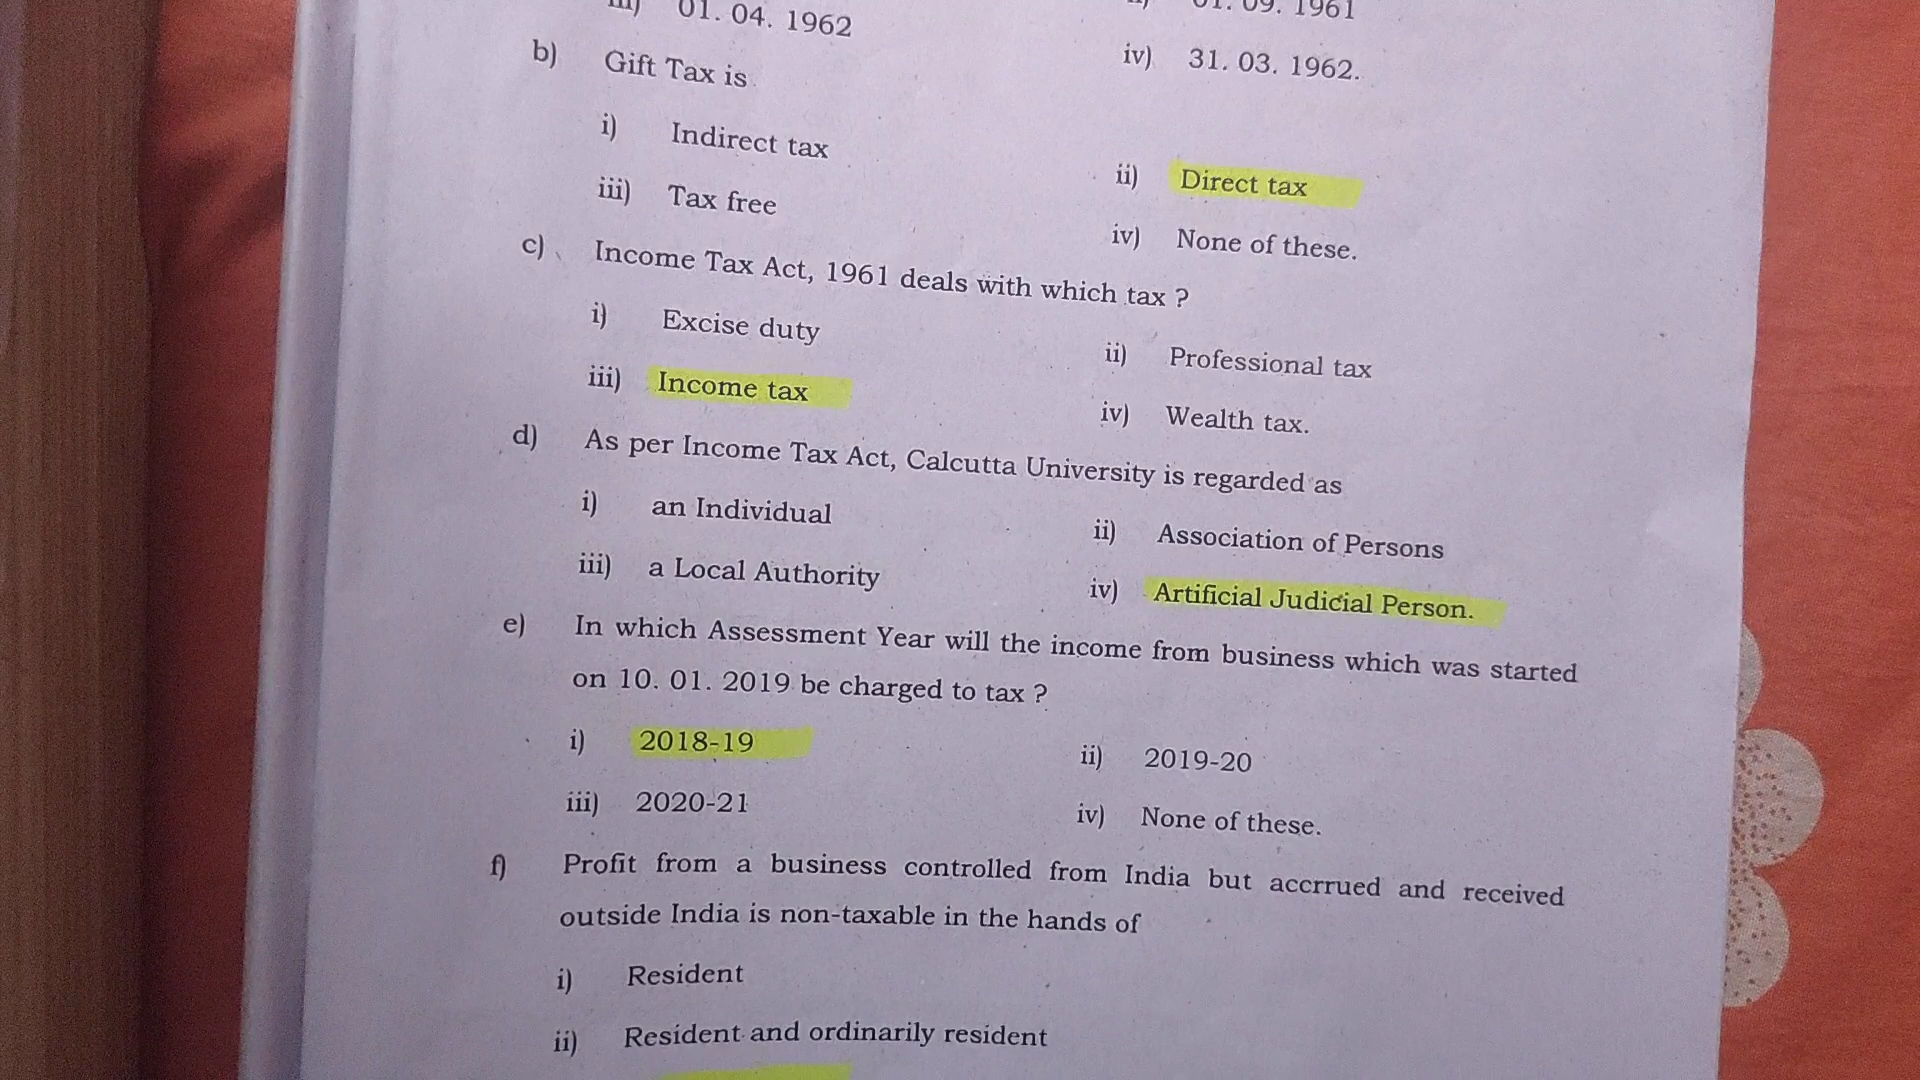 iii) 01. 04. 1962
ii) 01. 09. 1961
iv) 31. 03. 1962.
b) Gift Tax is
i) Indirect tax
ii) Direct tax
iii) Tax free
iv) None of these.
c) Income Tax Act, 1961 deals with which tax ?
i) Excise duty
ii) Professional tax
iii) Income tax
iv) Wealth tax.
d) As per Income Tax Act, Calcutta University is regarded as
i) an Individual
ii) Association of Persons
iii) a Local Authority
iv) Artificial Judicial Person.
e) In which Assessment Year will the income from business which was started
on 10. 01. 2019 be charged to tax ?
i) 2018-19
ii) 2019-20
iii) 2020-21
iv) None of these.
f) Profit from a business controlled from India but accrrued and received
outside India is non-taxable in the hands of
i) Resident
ii) Resident and ordinarily resident